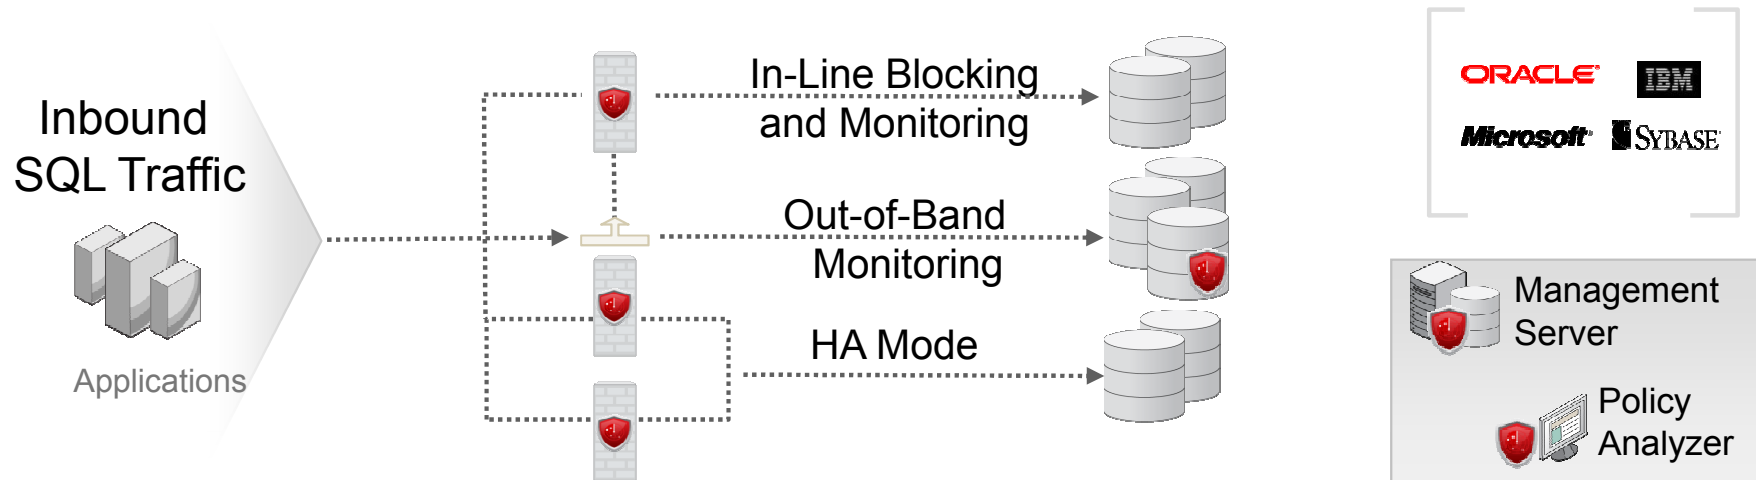 Inbound
SQL Traffic
Applications
In-Line Blocking
and Monitoring
Out-of-Band
Monitoring
HA Mode
ORACLE
IBM
Microsoft
SYBASE
Management
Server
Policy
Analyzer